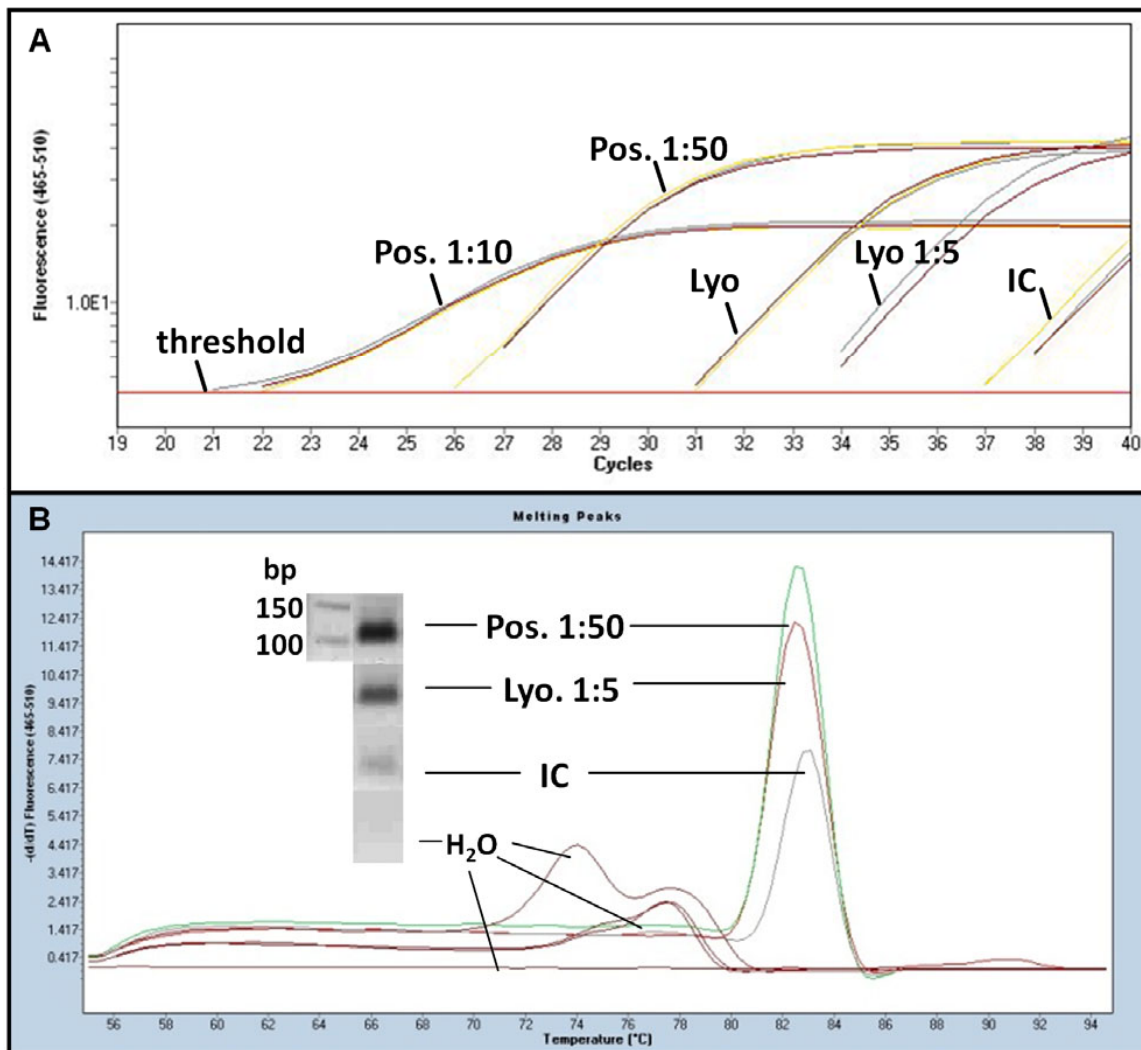 A
Fluorescence (465-510)
1.0E1
Pos. 1:50
Pos. 1:10
Lyo
Lyo 1:5
IC
threshold
19 20 21 22 23 24 25 26 27 28 29 30 31 32 33 34 35 36 37 38 39 40
Cycles
B
Melting Peaks
-(d/dT) Fluorescence (465-510)
14.417
13.417
12.417
11.417
10.417
9.417
8.417
7.417
6.417
5.417
4.417
3.417
2.417
1.417
0.417
bp
150
100
Pos. 1:50
Lyo. 1:5
IC
H₂O
56 58 60 62 64 66 68 70 72 74 76 78 80 82 84 86 88 90 92 94
Temperature (°C)